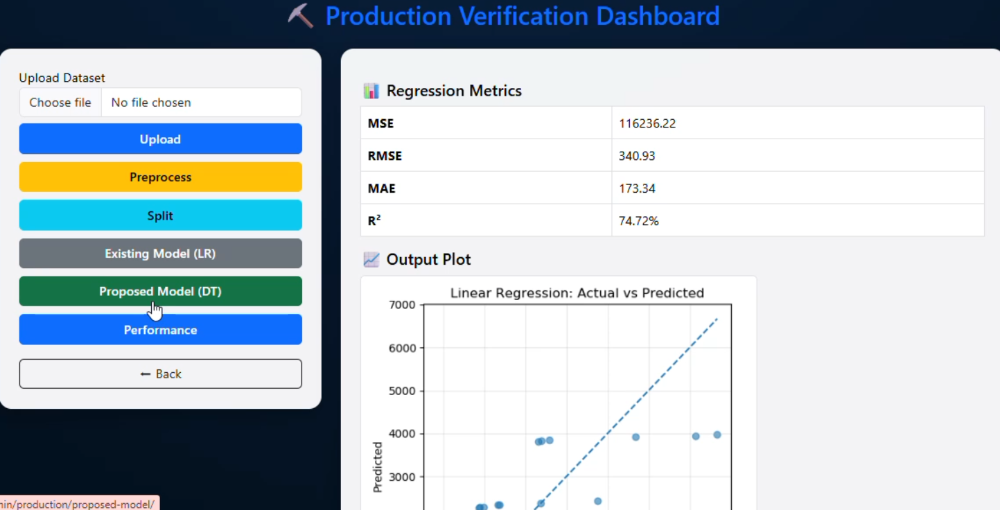 Production Verification Dashboard
Upload Dataset
Choose file No file chosen
Upload
Preprocess
Split
Existing Model (LR)
Proposed Model (DT)
Performance
← Back
Regression Metrics
MSE 116236.22
RMSE 340.93
MAE 173.34
R² 74.72%
Output Plot
Linear Regression: Actual vs Predicted
7000
6000
5000
4000
3000
Predicted
in/production/proposed-model/